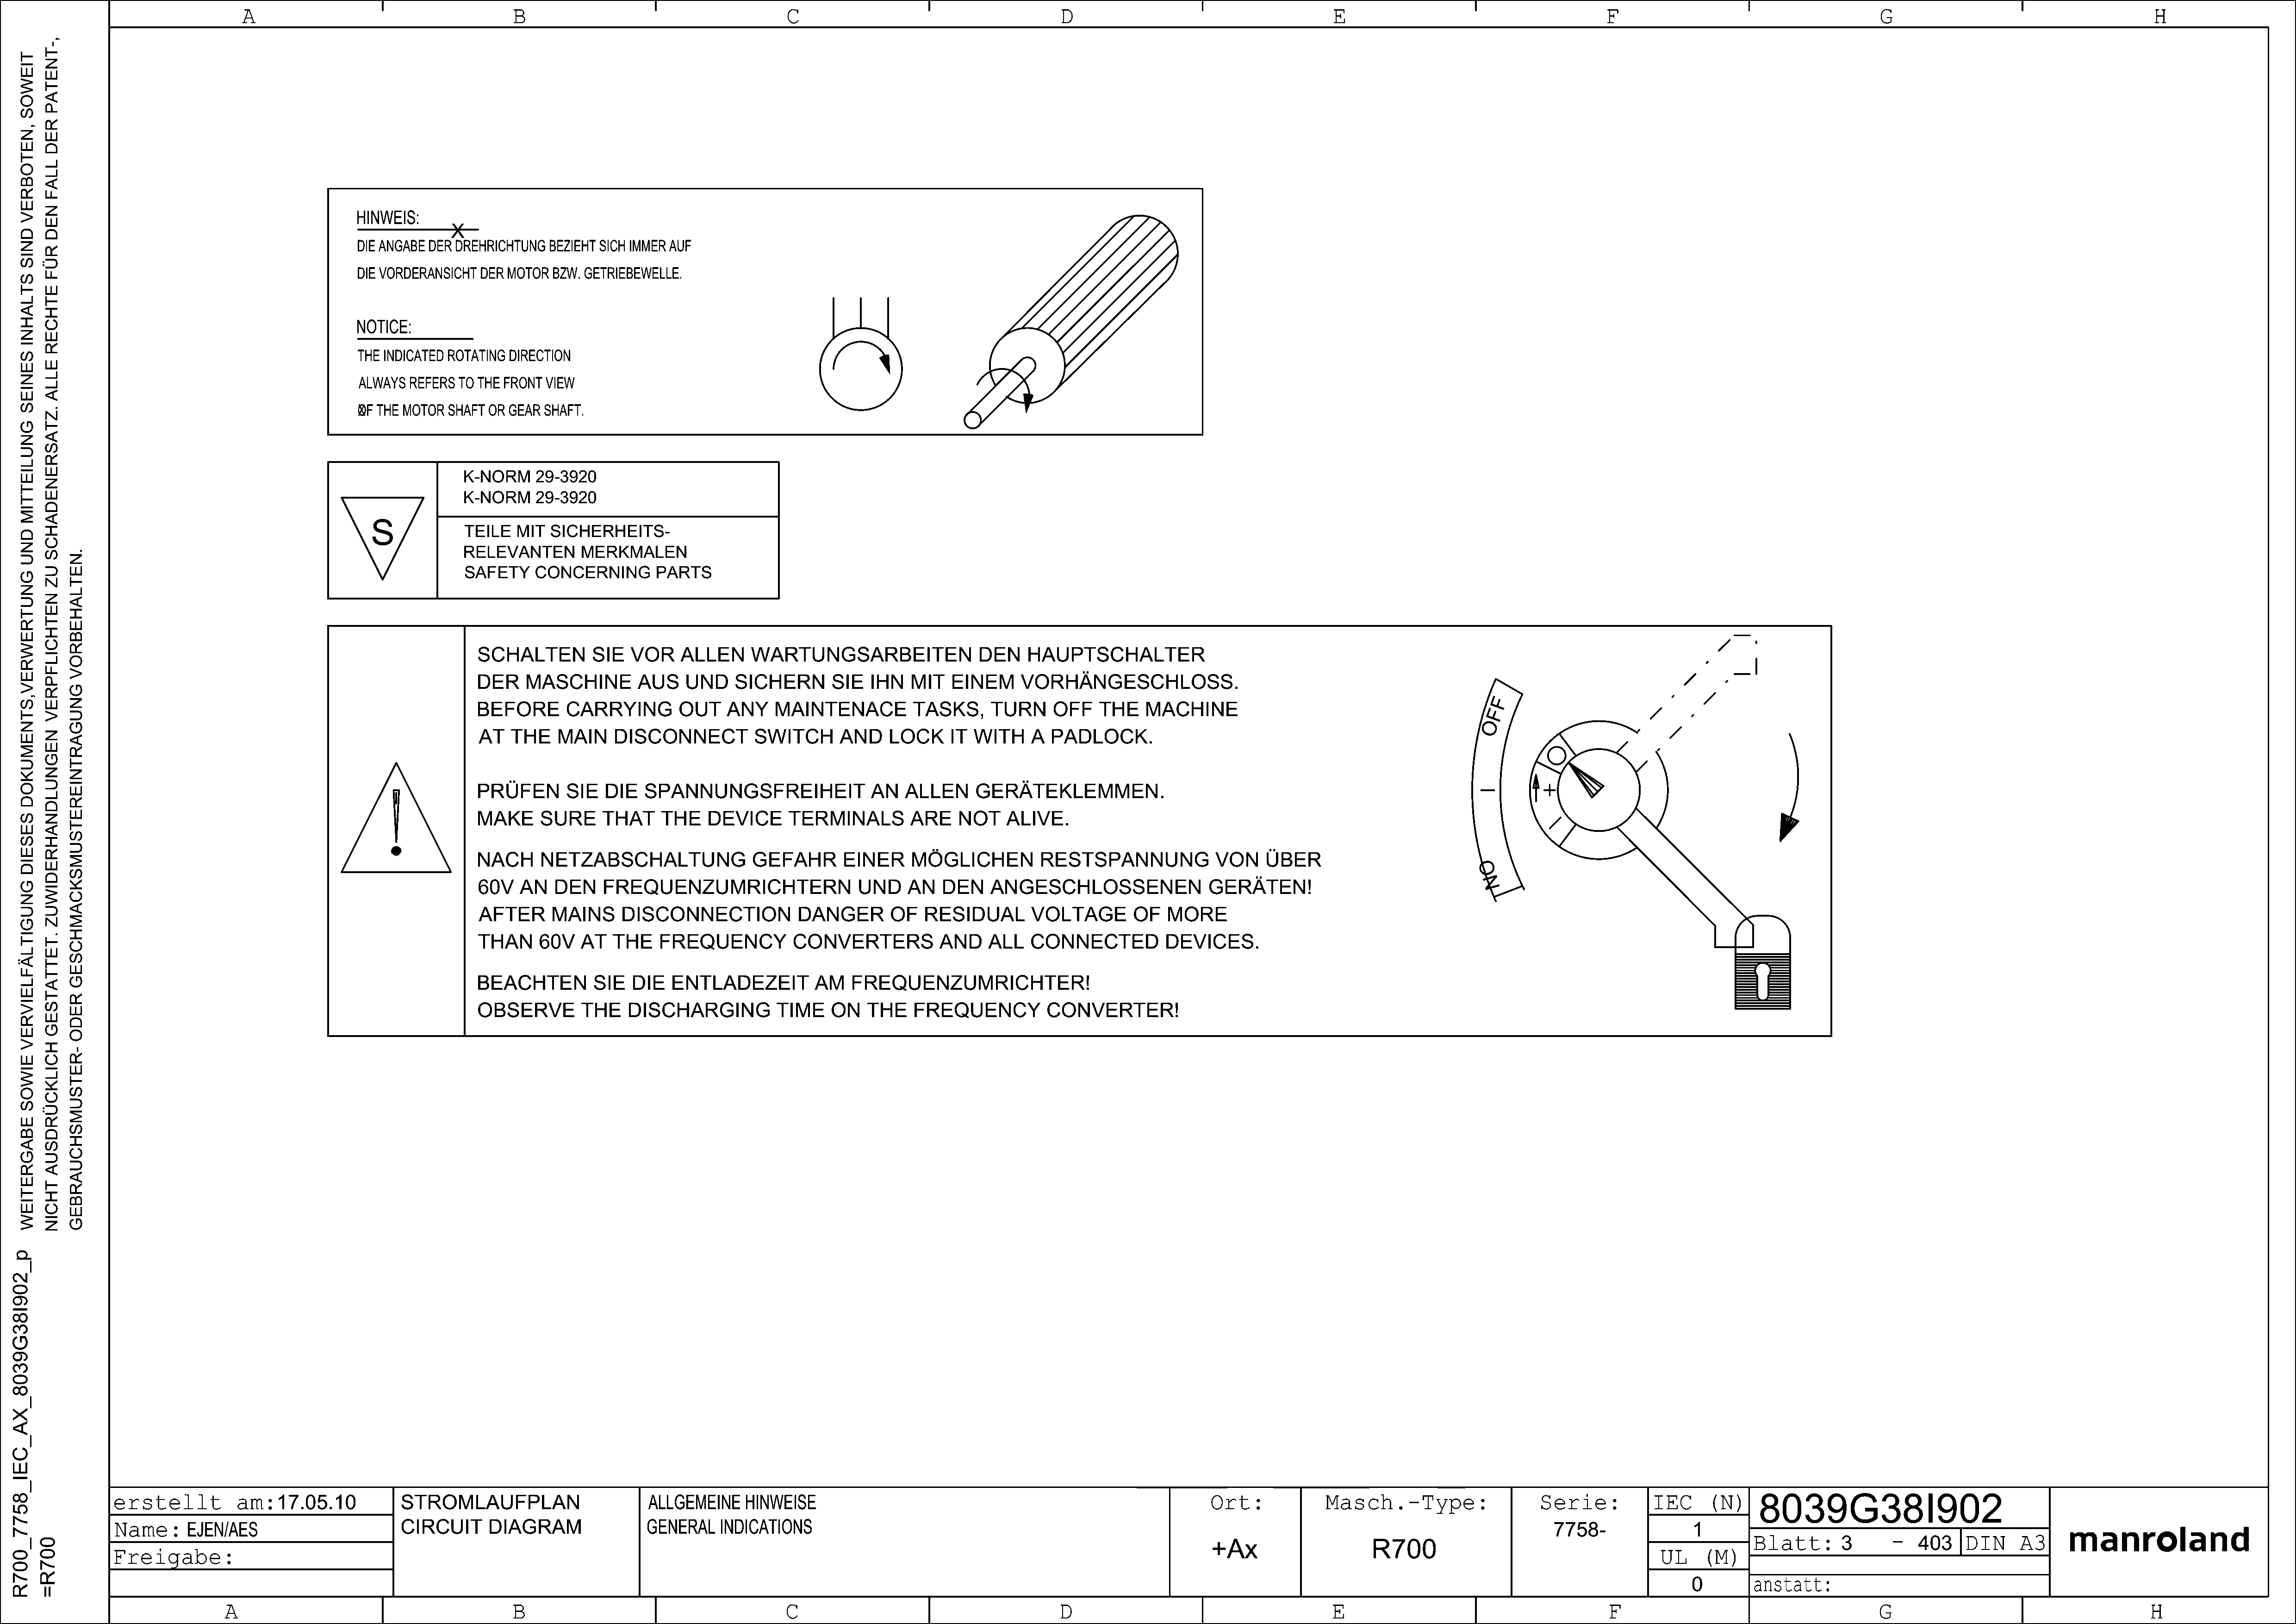 A B C D E F G H
WEITERGABE SOWIE VERVIELFÄLTIGUNG DIESES DOKUMENTS,VERWERTUNG UND MITTEILUNG SEINES INHALTS SIND VERBOTEN, SOWEIT
NICHT AUSDRÜCKLICH GESTATTET. ZUWIDERHANDLUNGEN VERPFLICHTEN ZU SCHADENERSATZ. ALLE RECHTE FÜR DEN FALL DER PATENT-,
GEBRAUCHSMUSTER- ODER GESCHMACKSMUSTEREINTRAGUNG VORBEHALTEN.
R700_7758_IEC_AX_8039G38I902_p
=R700
HINWEIS:
X
DIE ANGABE DER DREHRICHTUNG BEZIEHT SICH IMMER AUF
DIE VORDERANSICHT DER MOTOR BZW. GETRIEBEWELLE.
NOTICE:
THE INDICATED ROTATING DIRECTION
ALWAYS REFERS TO THE FRONT VIEW
OF THE MOTOR SHAFT OR GEAR SHAFT.
S
K-NORM 29-3920
K-NORM 29-3920
TEILE MIT SICHERHEITS-
RELEVANTEN MERKMALEN
SAFETY CONCERNING PARTS
!
SCHALTEN SIE VOR ALLEN WARTUNGSARBEITEN DEN HAUPTSCHALTER
DER MASCHINE AUS UND SICHERN SIE IHN MIT EINEM VORHÄNGESCHLOSS.
BEFORE CARRYING OUT ANY MAINTENACE TASKS, TURN OFF THE MACHINE
AT THE MAIN DISCONNECT SWITCH AND LOCK IT WITH A PADLOCK.
PRÜFEN SIE DIE SPANNUNGSFREIHEIT AN ALLEN GERÄTEKLEMMEN.
MAKE SURE THAT THE DEVICE TERMINALS ARE NOT ALIVE.
NACH NETZABSCHALTUNG GEFAHR EINER MÖGLICHEN RESTSPANNUNG VON ÜBER
60V AN DEN FREQUENZUMRICHTERN UND AN DEN ANGESCHLOSSENEN GERÄTEN!
AFTER MAINS DISCONNECTION DANGER OF RESIDUAL VOLTAGE OF MORE
THAN 60V AT THE FREQUENCY CONVERTERS AND ALL CONNECTED DEVICES.
BEACHTEN SIE DIE ENTLADEZEIT AM FREQUENZUMRICHTER!
OBSERVE THE DISCHARGING TIME ON THE FREQUENCY CONVERTER!
OFF
O
I
+
I
ON
erstellt am:17.05.10
Name: EJEN/AES
Freigabe:
STROMLAUFPLAN
CIRCUIT DIAGRAM
ALLGEMEINE HINWEISE
GENERAL INDICATIONS
Ort:
+Ax
Masch.-Type:
R700
Serie:
7758-
IEC (N)
1
UL (M)
0
8039G38I902
Blatt: 3 - 403 DIN A3
anstatt:
manroland
A B C D E F G H